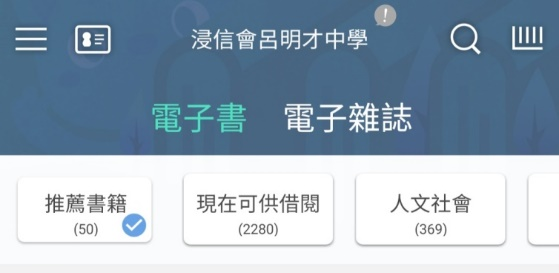 浸信會呂明才中學
!
電子書 電子雜誌
推薦書籍 現在可供借閱 人文社會
(50) (2280) (369)